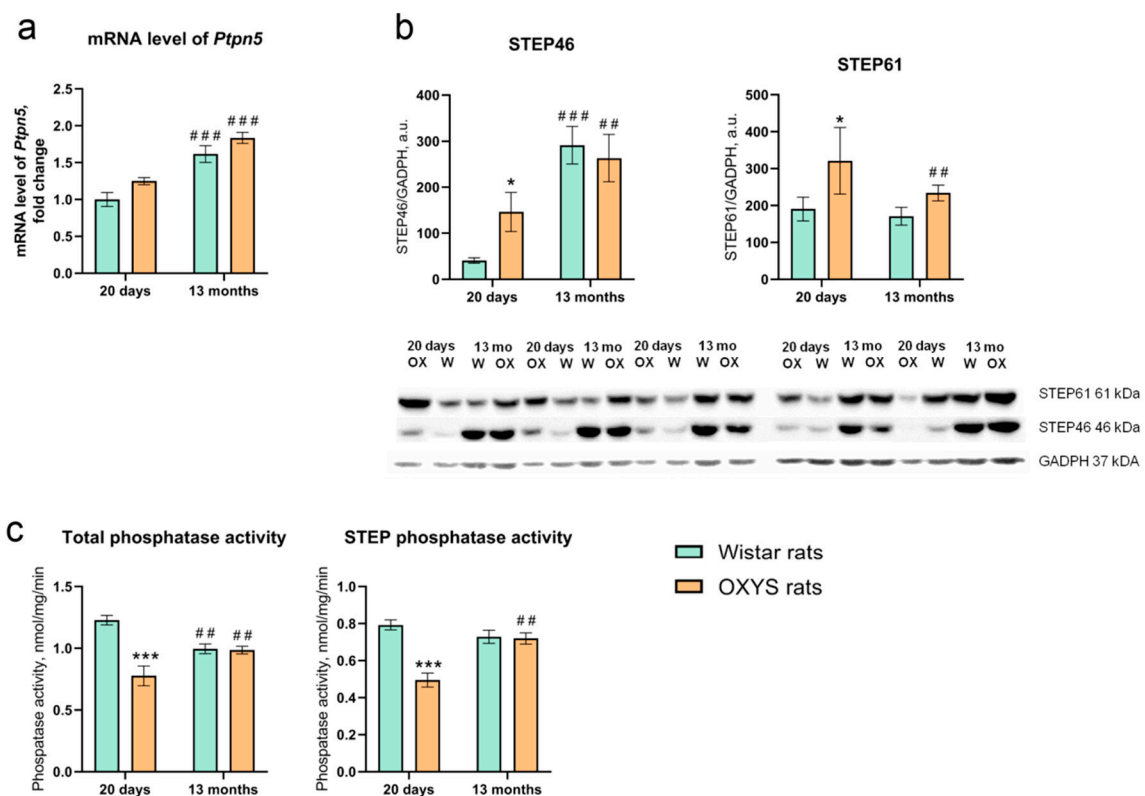 a
mRNA level of Ptpn5
mRNA level of Ptpn5,
fold change
2.5
2.0
1.5
1.0
0.5
0.0
###
###
20 days
13 months
b
STEP46
STEP46/GADPH, a.u.
400
300
200
100
0
*
###
##
20 days
13 months
STEP61
STEP61/GADPH, a.u.
500
400
300
200
100
0
*
##
20 days
13 months
20 days 13 mo 20 days 13 mo 20 days 13 mo 20 days 13 mo 20 days 13 mo
OX W W OX OX W W OX OX W W OX OX W W OX OX W W OX
STEP61 61 kDa
STEP46 46 kDa
GADPH 37 kDA
c
Total phosphatase activity
Phospatase activity, nmol/mg/min
1.5
1.0
0.5
0.0
***
##
##
20 days
13 months
STEP phosphatase activity
Phospatase activity, nmol/mg/min
1.0
0.8
0.6
0.4
0.2
0.0
***
##
20 days
13 months
Wistar rats
OXYS rats